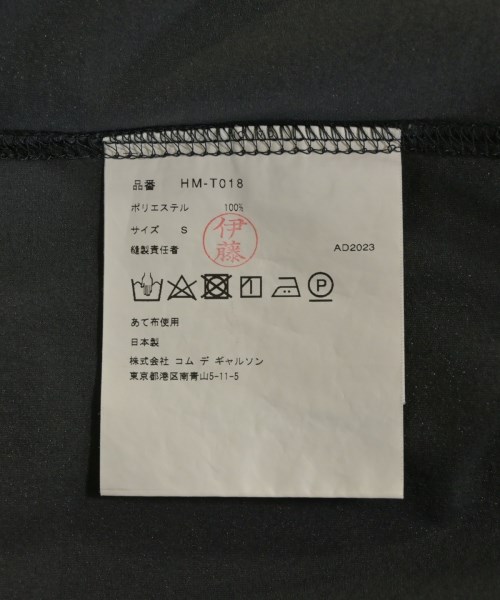 品番 HM-T018
ポリエステル 100%
サイズ S
伊藤
縫製責任者 AD2023
P
あて布使用
日本製
株式会社 コム デ ギャルソン
東京都港区南青山5-11-5